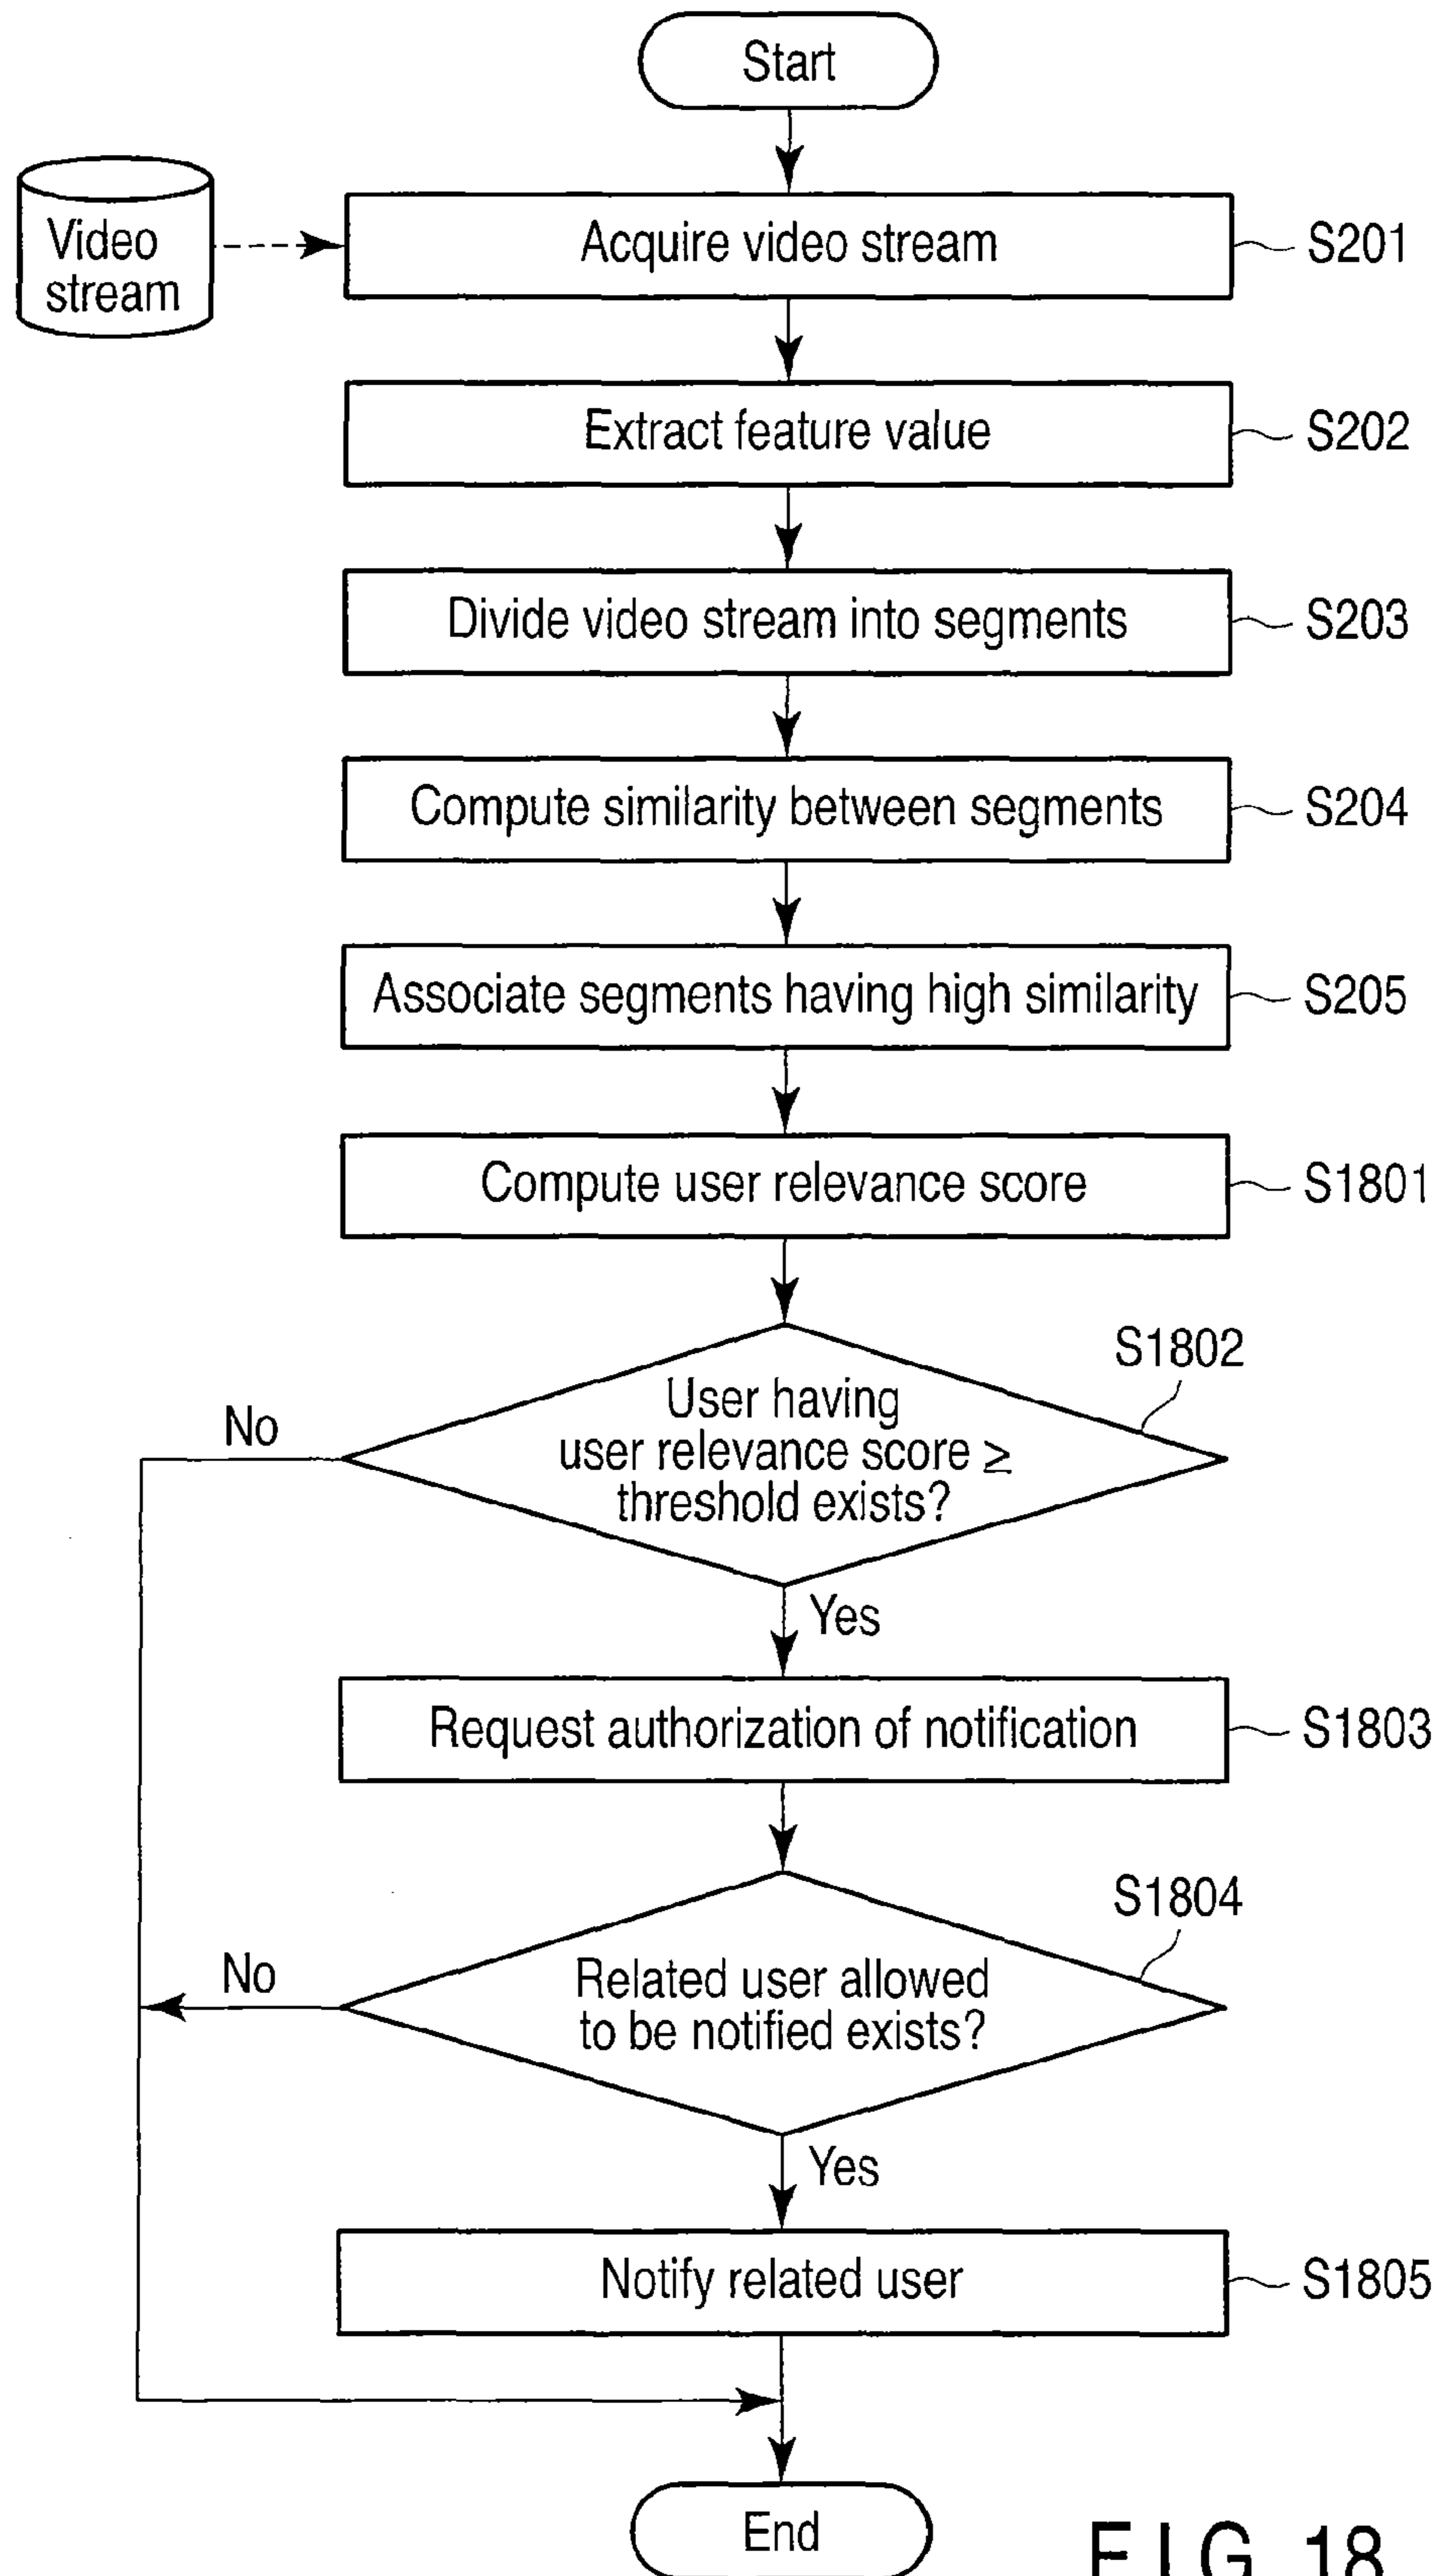 Start
Video
stream
Acquire video stream
S201
Extract feature value
S202
Divide video stream into segments
S203
Compute similarity between segments
S204
Associate segments having high similarity
S205
Compute user relevance score
S1801
S1802
User having
user relevance score ≥
threshold exists?
No
Yes
Request authorization of notification
S1803
S1804
Related user allowed
to be notified exists?
No
Yes
Notify related user
S1805
End
FIG. 18